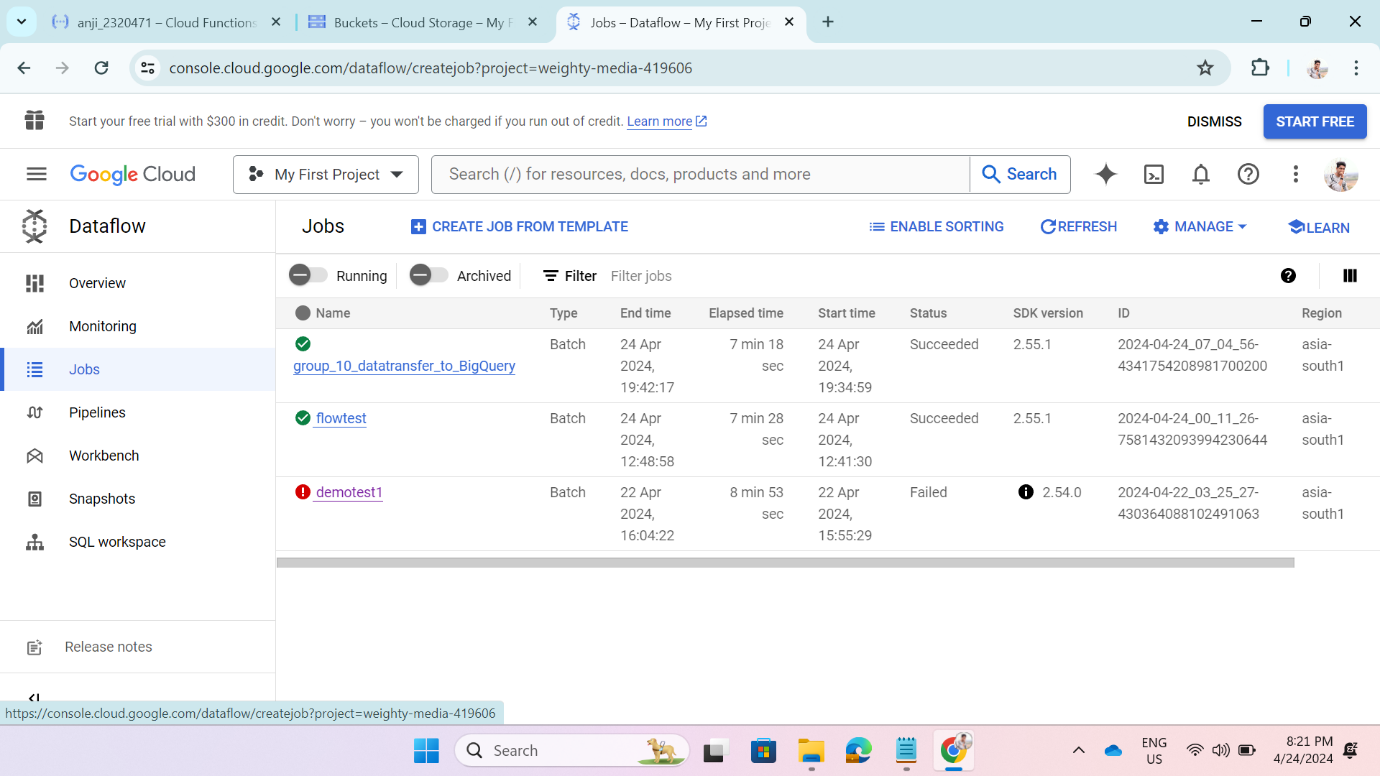 anji_2320471 – Cloud Functions
Buckets – Cloud Storage – My F
Jobs – Dataflow – My First Proje
console.cloud.google.com/dataflow/createjob?project=weighty-media-419606
Start your free trial with $300 in credit. Don't worry – you won't be charged if you run out of credit. Learn more
DISMISS
START FREE
Google Cloud
My First Project
Search (/) for resources, docs, products and more
Search
Dataflow
Jobs
CREATE JOB FROM TEMPLATE
ENABLE SORTING
REFRESH
MANAGE
LEARN
Overview
Monitoring
Jobs
Pipelines
Workbench
Snapshots
SQL workspace
Release notes
Running
Archived
Filter
Filter jobs
Name Type End time Elapsed time Start time Status SDK version ID Region
group_10_datatransfer_to_BigQuery
Batch
24 Apr
2024,
19:42:17
7 min 18
sec
24 Apr
2024,
19:34:59
Succeeded
2.55.1
2024-04-24_07_04_56-
4341754208981700200
asia-
south1
flowtest
Batch
24 Apr
2024,
12:48:58
7 min 28
sec
24 Apr
2024,
12:41:30
Succeeded
2.55.1
2024-04-24_00_11_26-
7581432093994230644
asia-
south1
demotest1
Batch
22 Apr
2024,
16:04:22
8 min 53
sec
22 Apr
2024,
15:55:29
Failed
2.54.0
2024-04-22_03_25_27-
430364088102491063
asia-
south1
https://console.cloud.google.com/dataflow/createjob?project=weighty-media-419606
Search
ENG
US
8:21 PM
4/24/2024